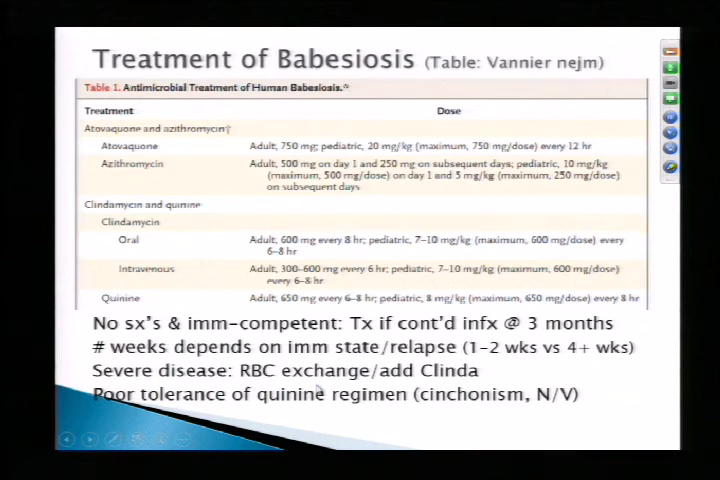 Treatment of Babesiosis (Table: Vannier nejm)
Table 1. Antimicrobial Treatment of Human Babesiosis.*
Treatment Dose
Atovaquone and azithromycin†
Atovaquone Adult, 750 mg; pediatric, 20 mg/kg (maximum, 750 mg/dose) every 12 hr
Azithromycin Adult, 500 mg on day 1 and 250 mg on subsequent days; pediatric, 10 mg/kg
(maximum, 500 mg/dose) on day 1 and 5 mg/kg (maximum, 250 mg/dose)
on subsequent days
Clindamycin and quinine
Clindamycin
Oral Adult, 600 mg every 8 hr; pediatric, 7–10 mg/kg (maximum, 600 mg/dose) every
6–8 hr
Intravenous Adult, 300–600 mg every 6 hr; pediatric, 7–10 mg/kg (maximum, 600 mg/dose)
every 6–8 hr
Quinine Adult, 650 mg every 6–8 hr; pediatric, 8 mg/kg (maximum, 650 mg/dose) every 8 hr
No sx's & imm-competent: Tx if cont'd infx @ 3 months
# weeks depends on imm state/relapse (1-2 wks vs 4+ wks)
Severe disease: RBC exchange/add Clinda
Poor tolerance of quinine regimen (cinchonism, N/V)